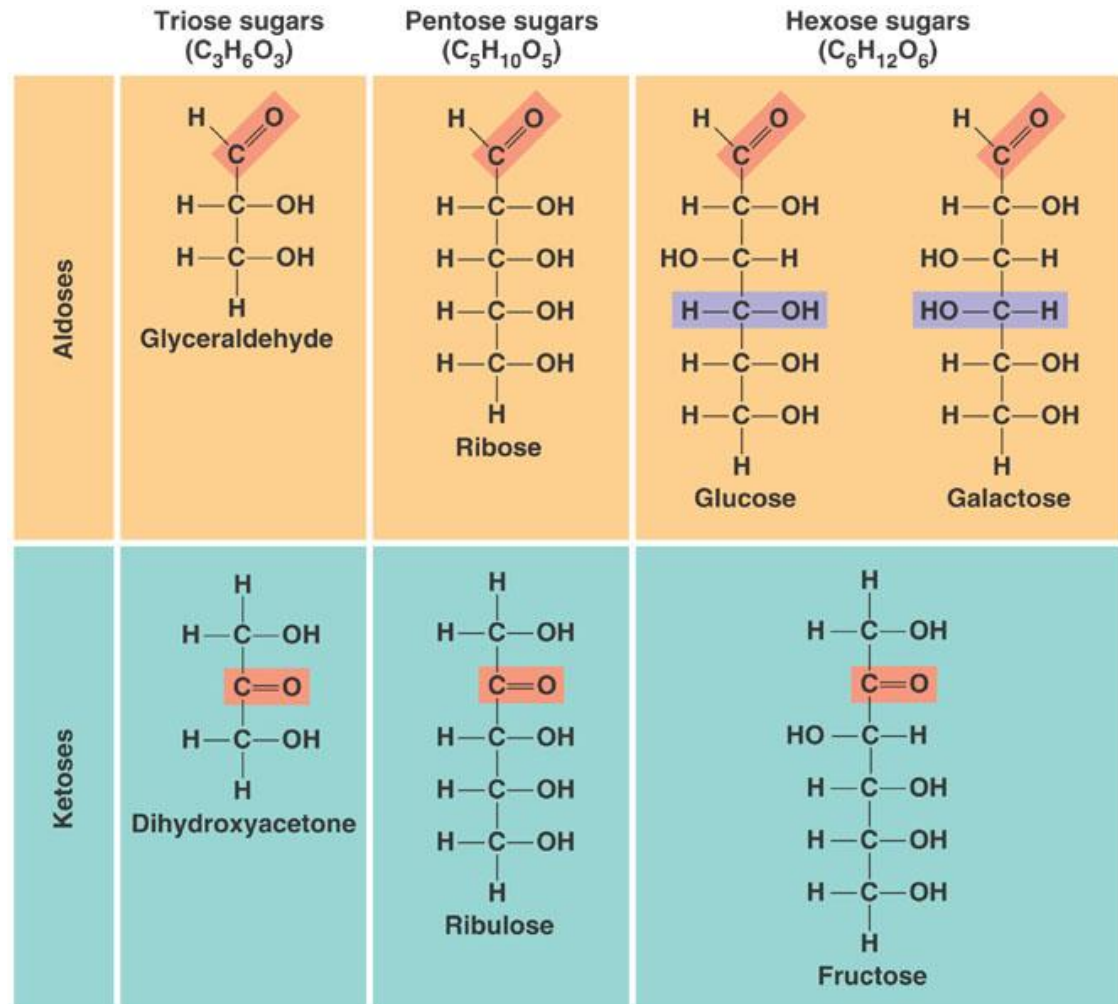 Triose sugars
(C₃H₆O₃)
Pentose sugars
(C₅H₁₀O₅)
Hexose sugars
(C₆H₁₂O₆)
Aldoses
H O
C
H—C—OH
H—C—OH
H
Glyceraldehyde
H O
C
H—C—OH
H—C—OH
H—C—OH
H—C—OH
H
Ribose
H O
C
H—C—OH
HO—C—H
H—C—OH
H—C—OH
H—C—OH
H
Glucose
H O
C
H—C—OH
HO—C—H
HO—C—H
H—C—OH
H—C—OH
H
Galactose
Ketoses
H
H—C—OH
C=O
H—C—OH
H
Dihydroxyacetone
H
H—C—OH
C=O
H—C—OH
H—C—OH
H—C—OH
H
Ribulose
H
H—C—OH
C=O
HO—C—H
H—C—OH
H—C—OH
H—C—OH
H
Fructose